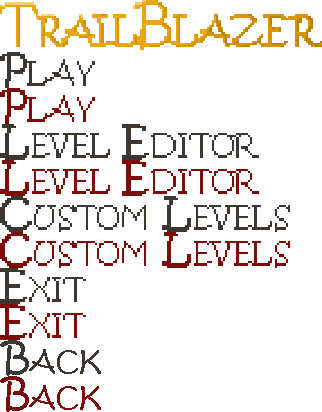 TrailBlazer
Play
Play
Level Editor
Level Editor
Custom Levels
Custom Levels
Exit
Exit
Back
Back